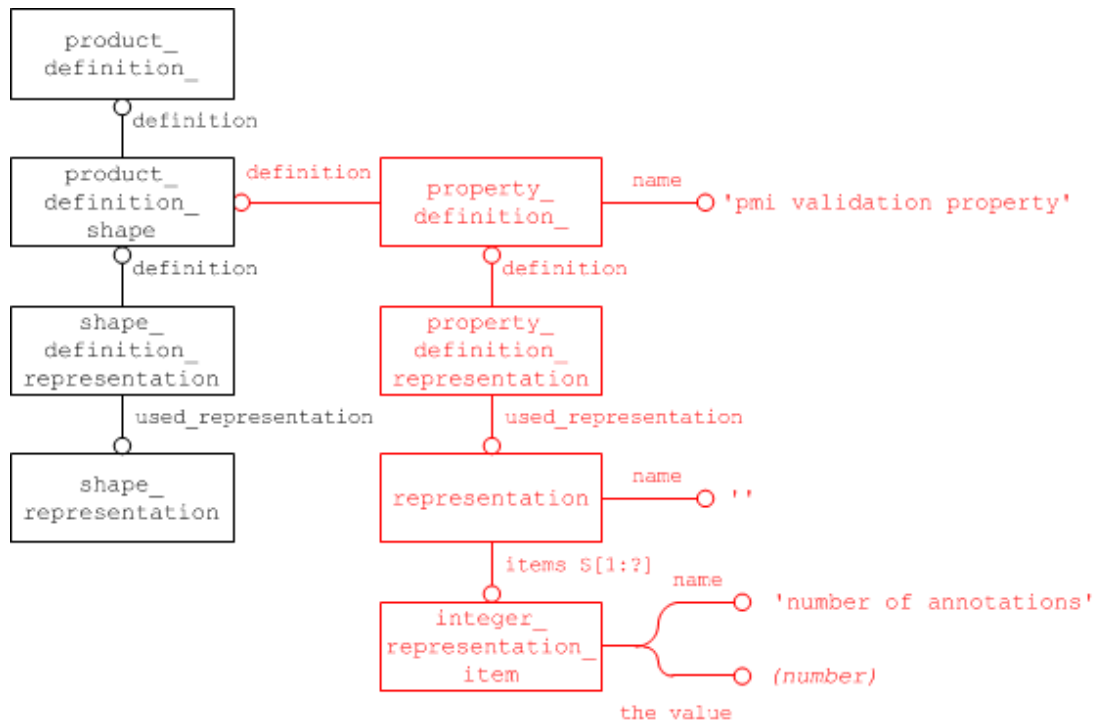 product_
definition_
definition
product_
definition_
shape
definition
property_
definition_
name
'pmi validation property'
definition
definition
shape_
definition_
representation
property_
definition_
representation
used_representation
used_representation
shape_
representation
representation
name
''
items S[1:?]
name
'number of annotations'
integer_
representation_
item
(number)
the value